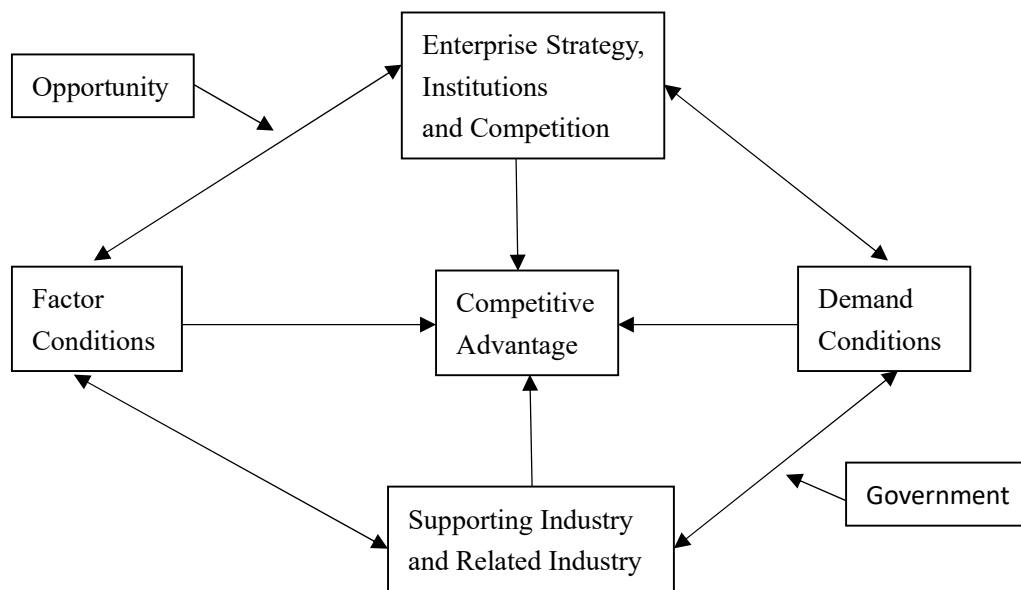 Enterprise Strategy,
Institutions
and Competition
Opportunity
Factor
Conditions
Competitive
Advantage
Demand
Conditions
Government
Supporting Industry
and Related Industry